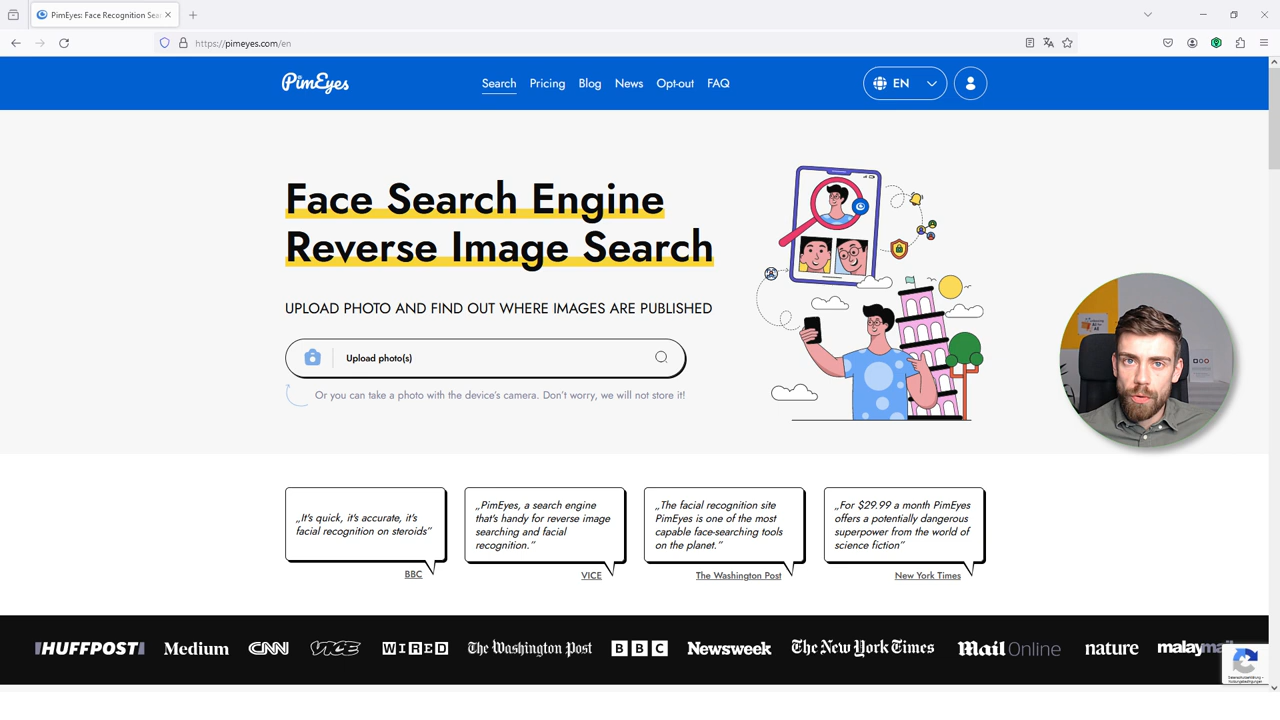 PimEyes: Face Recognition Sea
https://pimeyes.com/en
PimEyes
Search Pricing Blog News Opt-out FAQ
EN
Face Search Engine
Reverse Image Search
UPLOAD PHOTO AND FIND OUT WHERE IMAGES ARE PUBLISHED
Upload photo(s)
Or you can take a photo with the device's camera. Don't worry, we will not store it!
„It's quick, it's accurate, it's
facial recognition on steroids"
BBC
„PimEyes, a search engine
that's handy for reverse image
searching and facial
recognition."
VICE
„The facial recognition site
PimEyes is one of the most
capable face-searching tools
on the planet."
The Washington Post
„For $29.99 a month PimEyes
offers a potentially dangerous
superpower from the world of
science fiction"
New York Times
HUFFPOST Medium CNN VICE WIRED The Washington Post BBC Newsweek The New York Times Mail Online nature malaymail